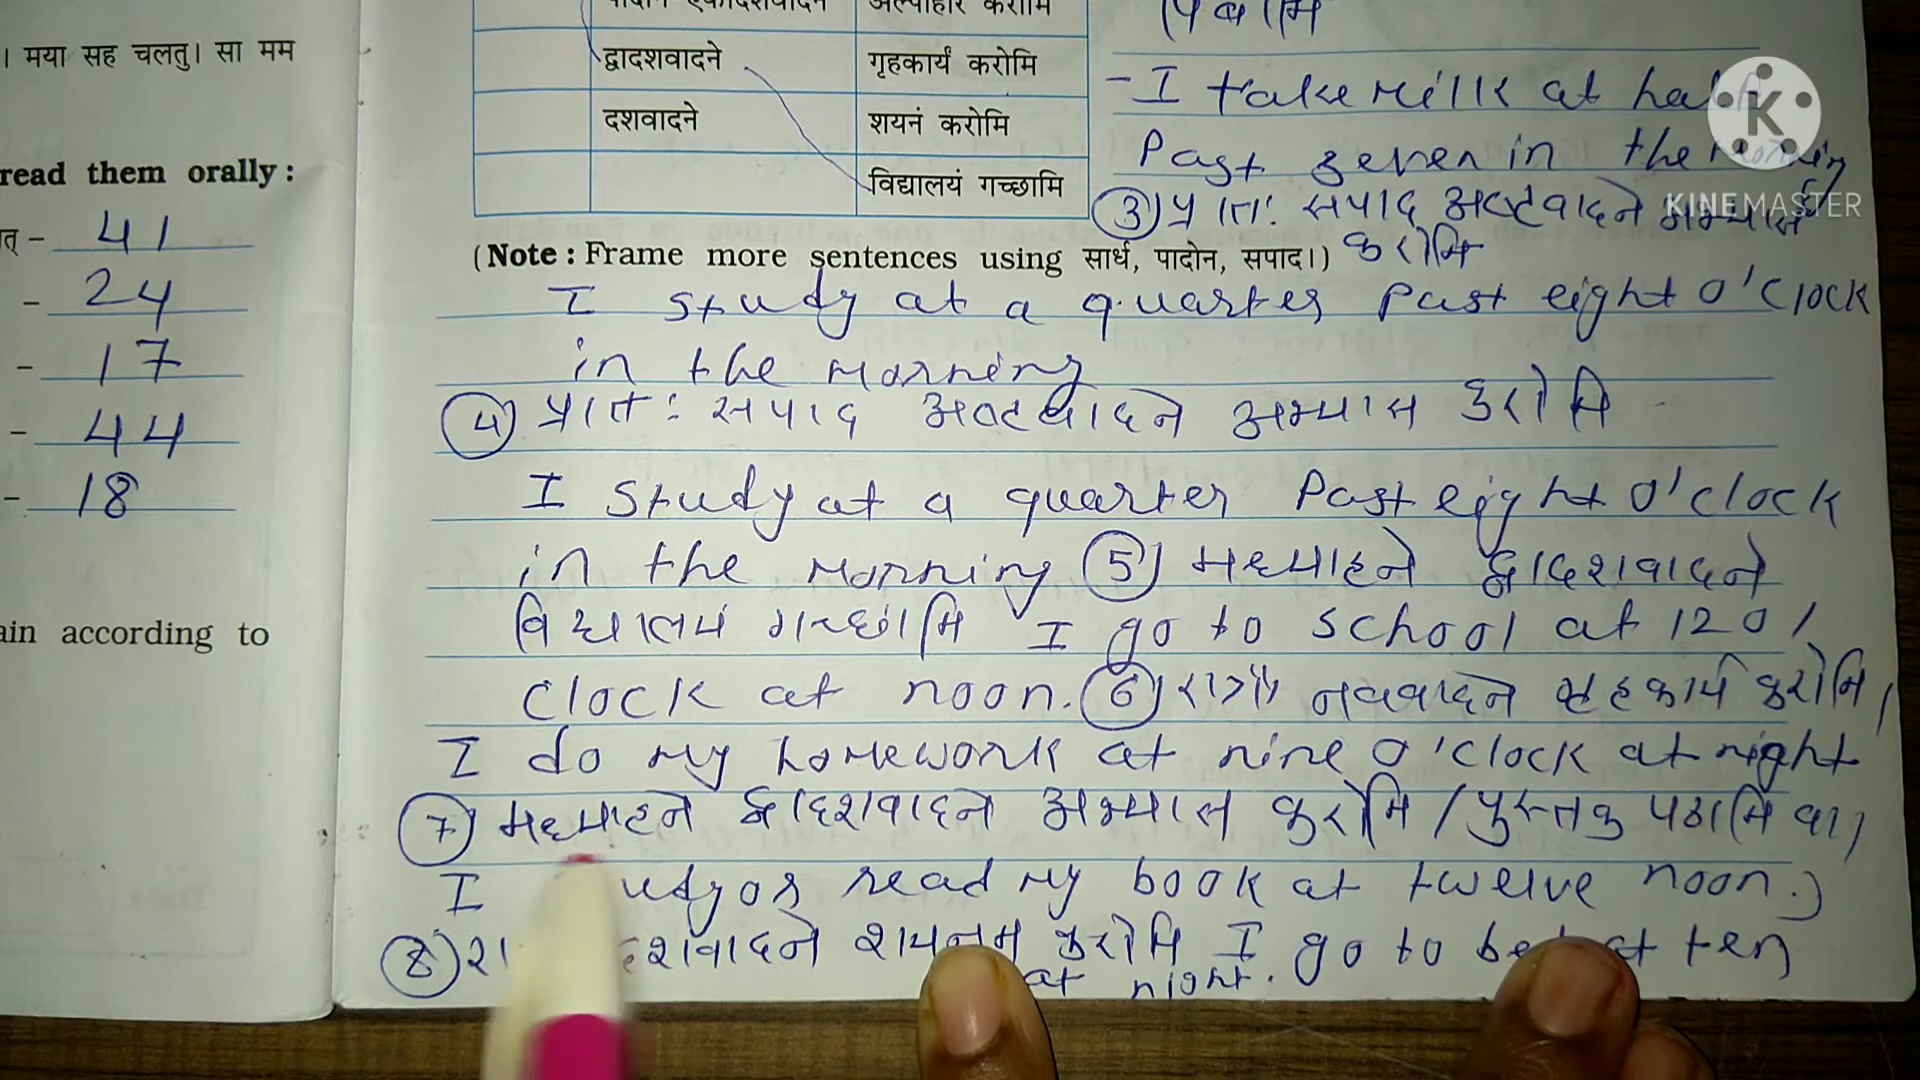 । मया सह चलतु। सा मम
read them orally :
त् – 41
– 24
– 17
– 44
– 18
ain according to
द्वादशवादने गृहकार्यं करोमि
दशवादने शयनं करोमि
विद्यालयं गच्छामि
- I take milk at half
Past seven in the morning
③ प्रातः सपाद अष्टवादने अभ्यास
(Note : Frame more sentences using सार्ध, पादोन, सपाद।) करोमि
I study at a quarter past eight o'clock
in the morning
④ प्रातः सपाद अष्टवादने अभ्यास करोमि
I study at a quarter Past eight o'clock
in the morning ⑤ मध्याहने द्वादशवादने
विद्यालयं गच्छामि I go to school at 12 o'
clock at noon. ⑥ रात्रौ नववादने गृहकार्य करोमि,
I do my homework at nine o'clock at night
⑦ मध्याहने द्वादशवादने अभ्यास करोमि / पुस्तक पठामि वा,
I or read my book at twelve noon.)
⑧ शयनम करोमि I go to at ten
at night.
K
KINEMASTER